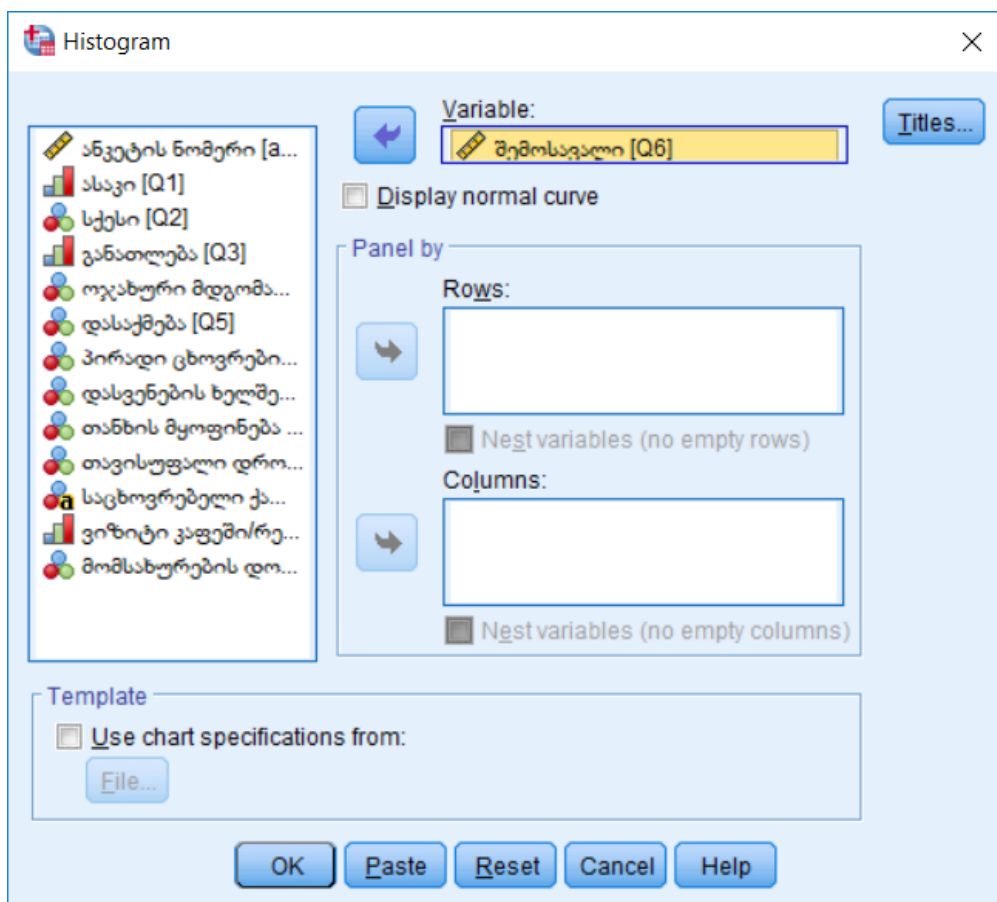 Histogram
Variable:
Titles...
შემოსავალი [Q6]
Display normal curve
ანკეტის ნომერი [a...
ასაკი [Q1]
სქესი [Q2]
განათლება [Q3]
ოჯახური მდგომა...
დასაქმება [Q5]
პირადი ცხოვრები...
დასვენების ხელშე...
თანხის მყოფინება ...
თავისუფალი დრო...
საცხოვრებელი ქა...
ვიზიტი კაფეში/რე...
მომსახურების დო...
Panel by
Rows:
Nest variables (no empty rows)
Columns:
Nest variables (no empty columns)
Template
Use chart specifications from:
File...
OK Paste Reset Cancel Help